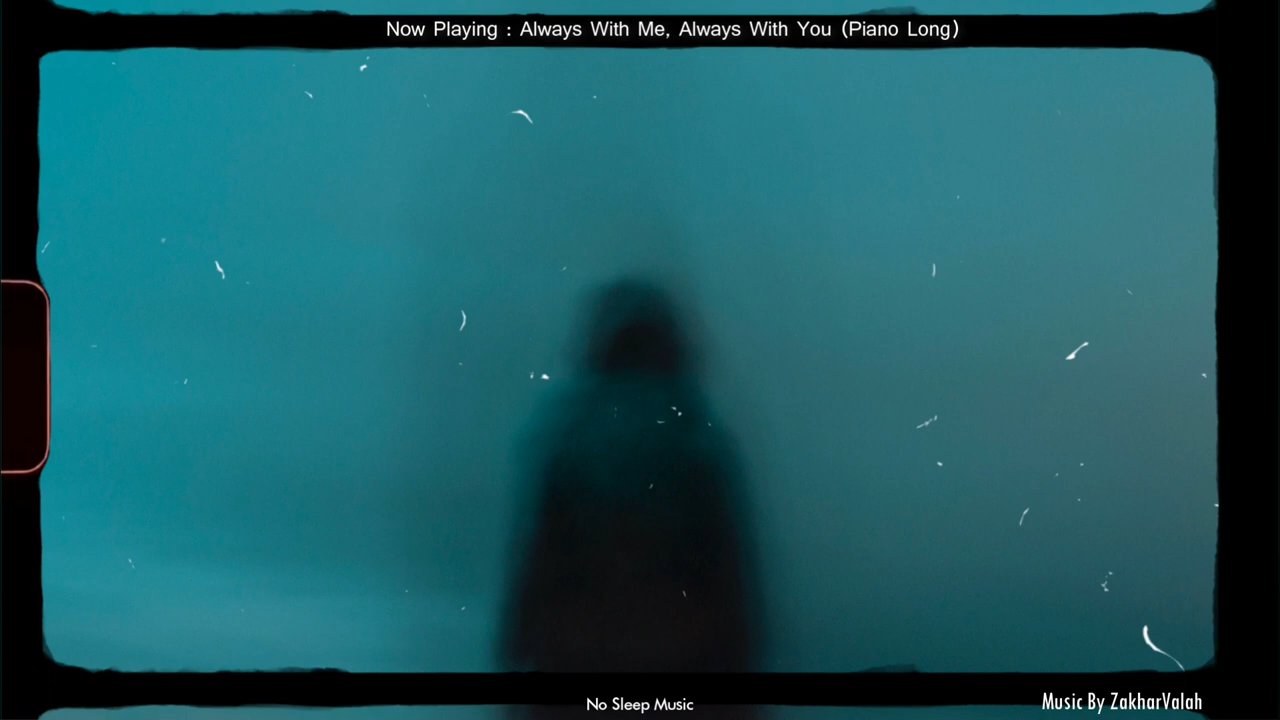 Now Playing : Always With Me, Always With You (Piano Long)
No Sleep Music
Music By ZakharValah